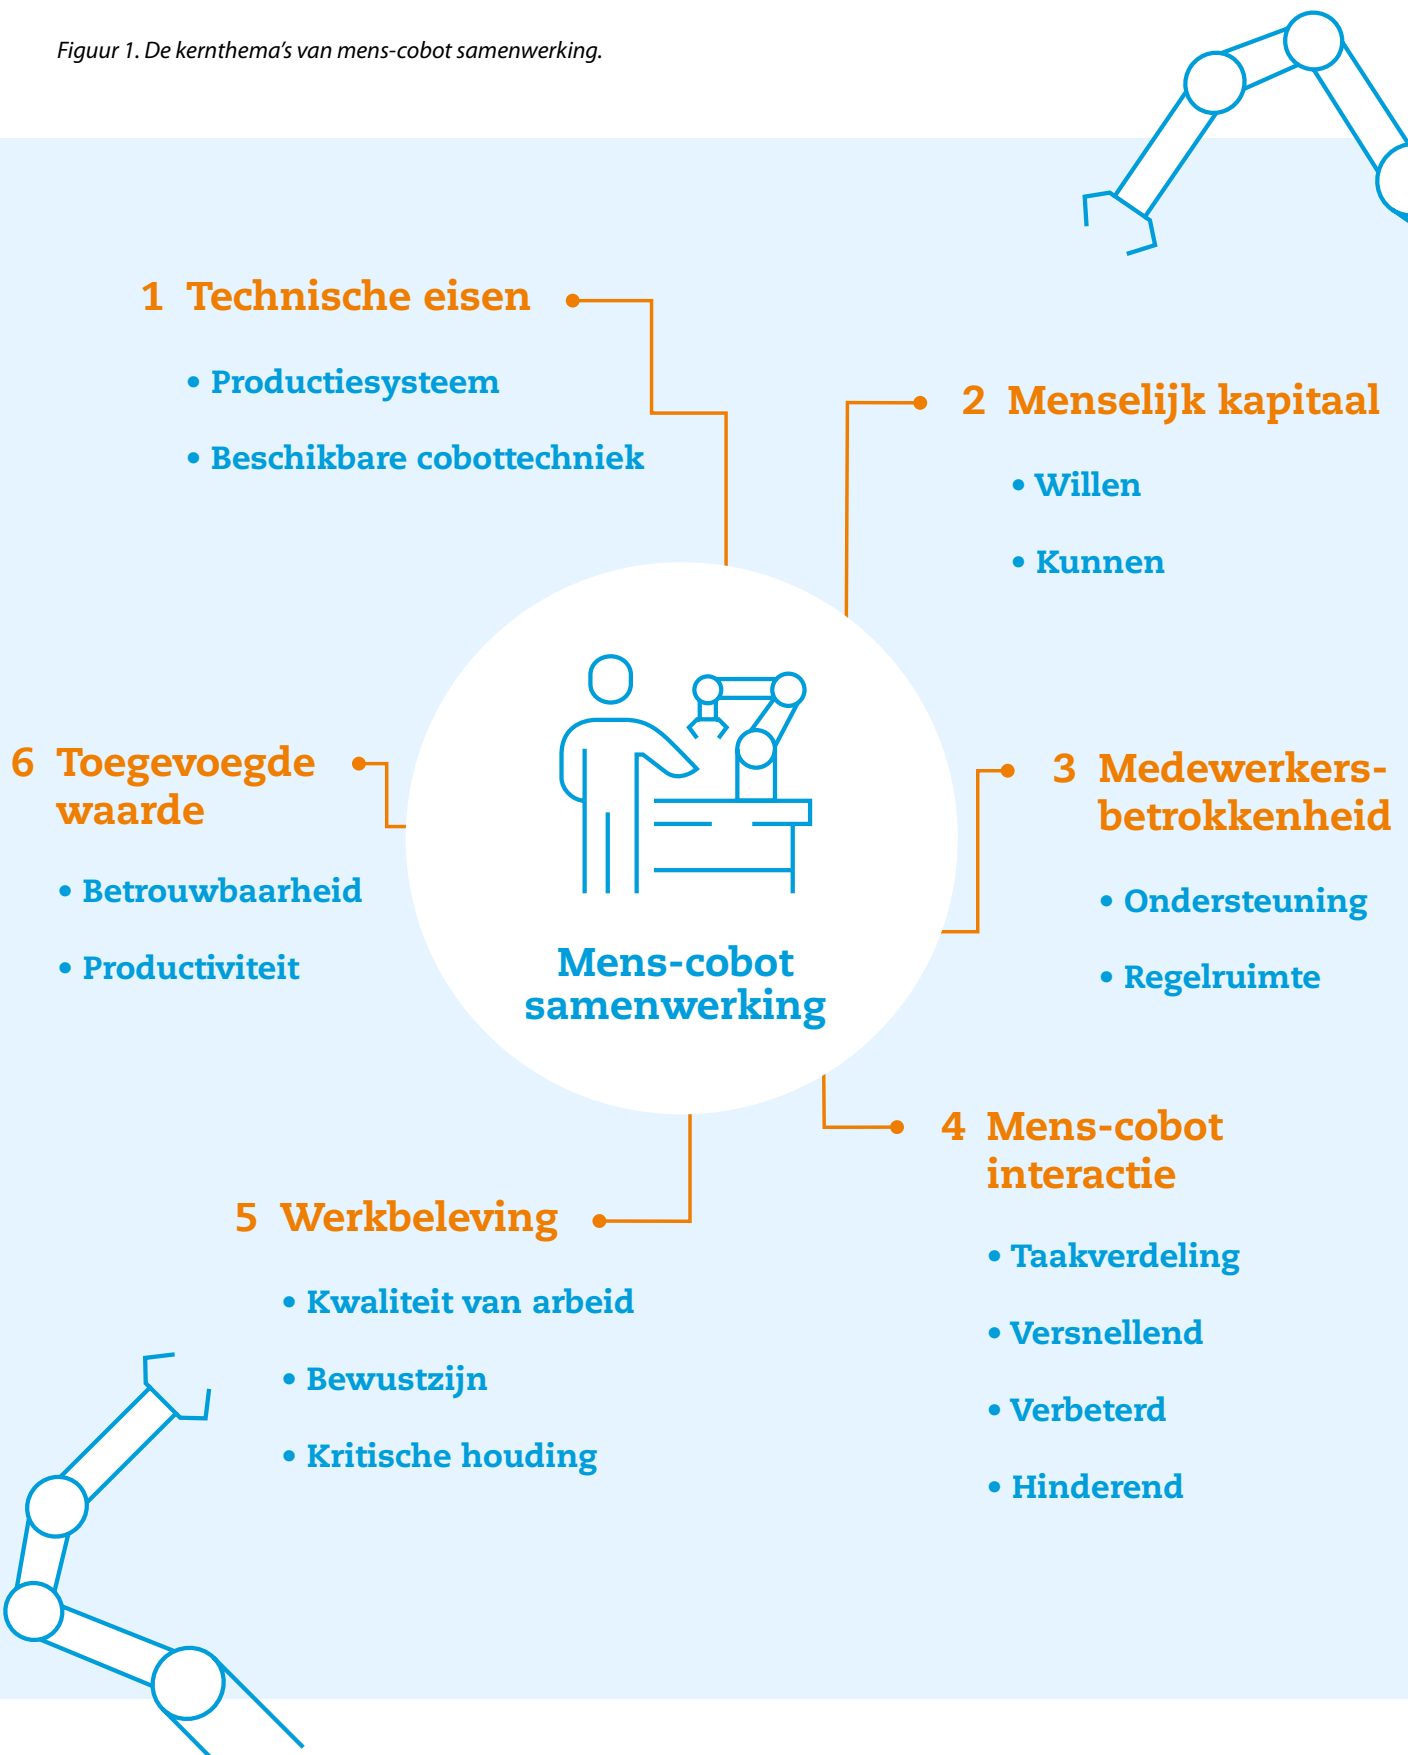 Figuur 1. De kernthema’s van mens-cobot samenwerking.
1 Technische eisen
• Productiesysteem
• Beschikbare cobottechniek
2 Menselijk kapitaal
• Willen
• Kunnen
3 Medewerkers-
betrokkenheid
• Ondersteuning
• Regelruimte
4 Mens-cobot
interactie
• Taakverdeling
• Versnellend
• Verbeterd
• Hinderend
5 Werkbeleving
• Kwaliteit van arbeid
• Bewustzijn
• Kritische houding
6 Toegevoegde
waarde
• Betrouwbaarheid
• Productiviteit
Mens-cobot
samenwerking